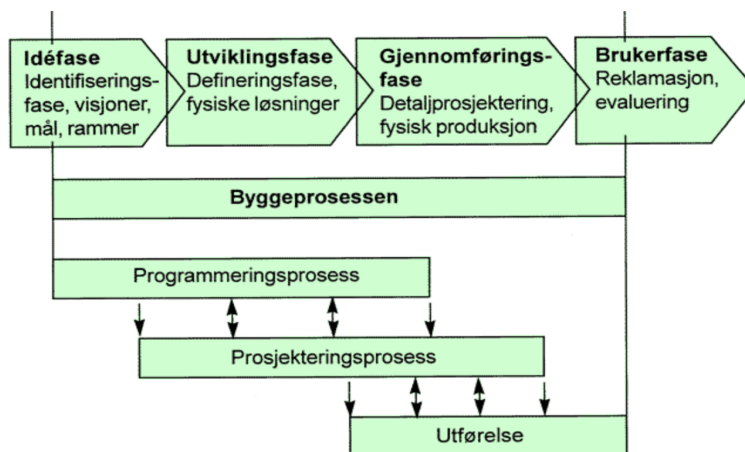 Idéfase
Identifiserings-
fase, visjoner,
mål, rammer
Utviklingsfase
Defineringsfase,
fysiske løsninger
Gjennomførings-
fase
Detaljprosjektering,
fysisk produksjon
Brukerfase
Reklamasjon,
evaluering
Byggeprosessen
Programmeringsprosess
Prosjekteringsprosess
Utførelse